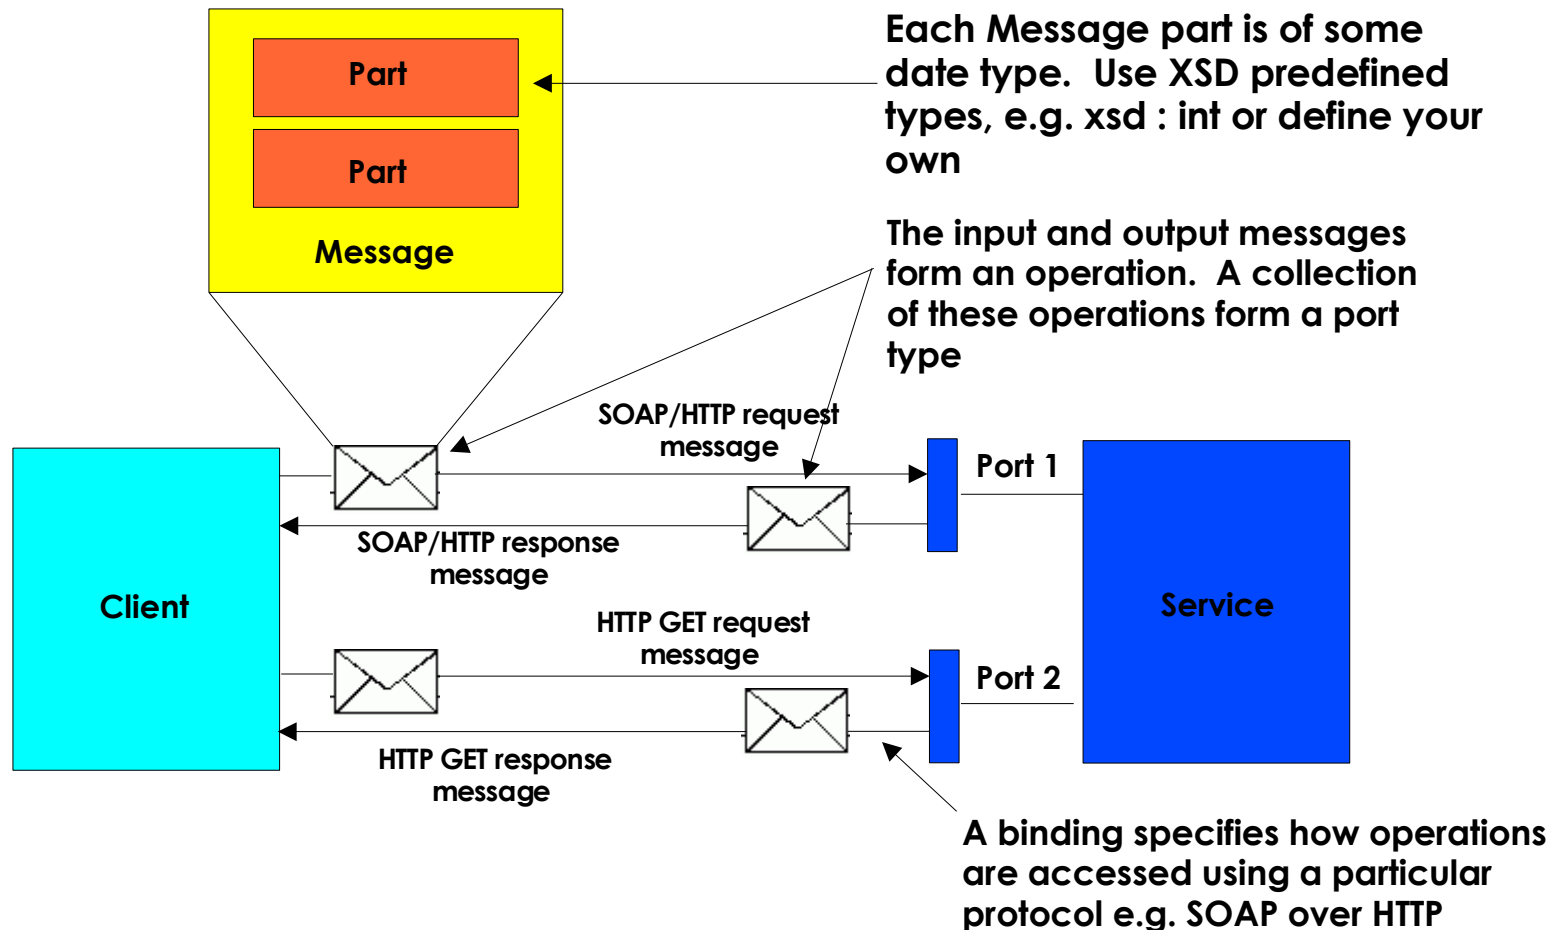 Part
Part
Message
Each Message part is of some
date type.  Use XSD predefined
types, e.g. xsd : int or define your
own
The input and output messages
form an operation.  A collection
of these operations form a port
type
SOAP/HTTP request
message
Port 1
SOAP/HTTP response
message
Client
Service
HTTP GET request
message
Port 2
HTTP GET response
message
A binding specifies how operations
are accessed using a particular
protocol e.g. SOAP over HTTP